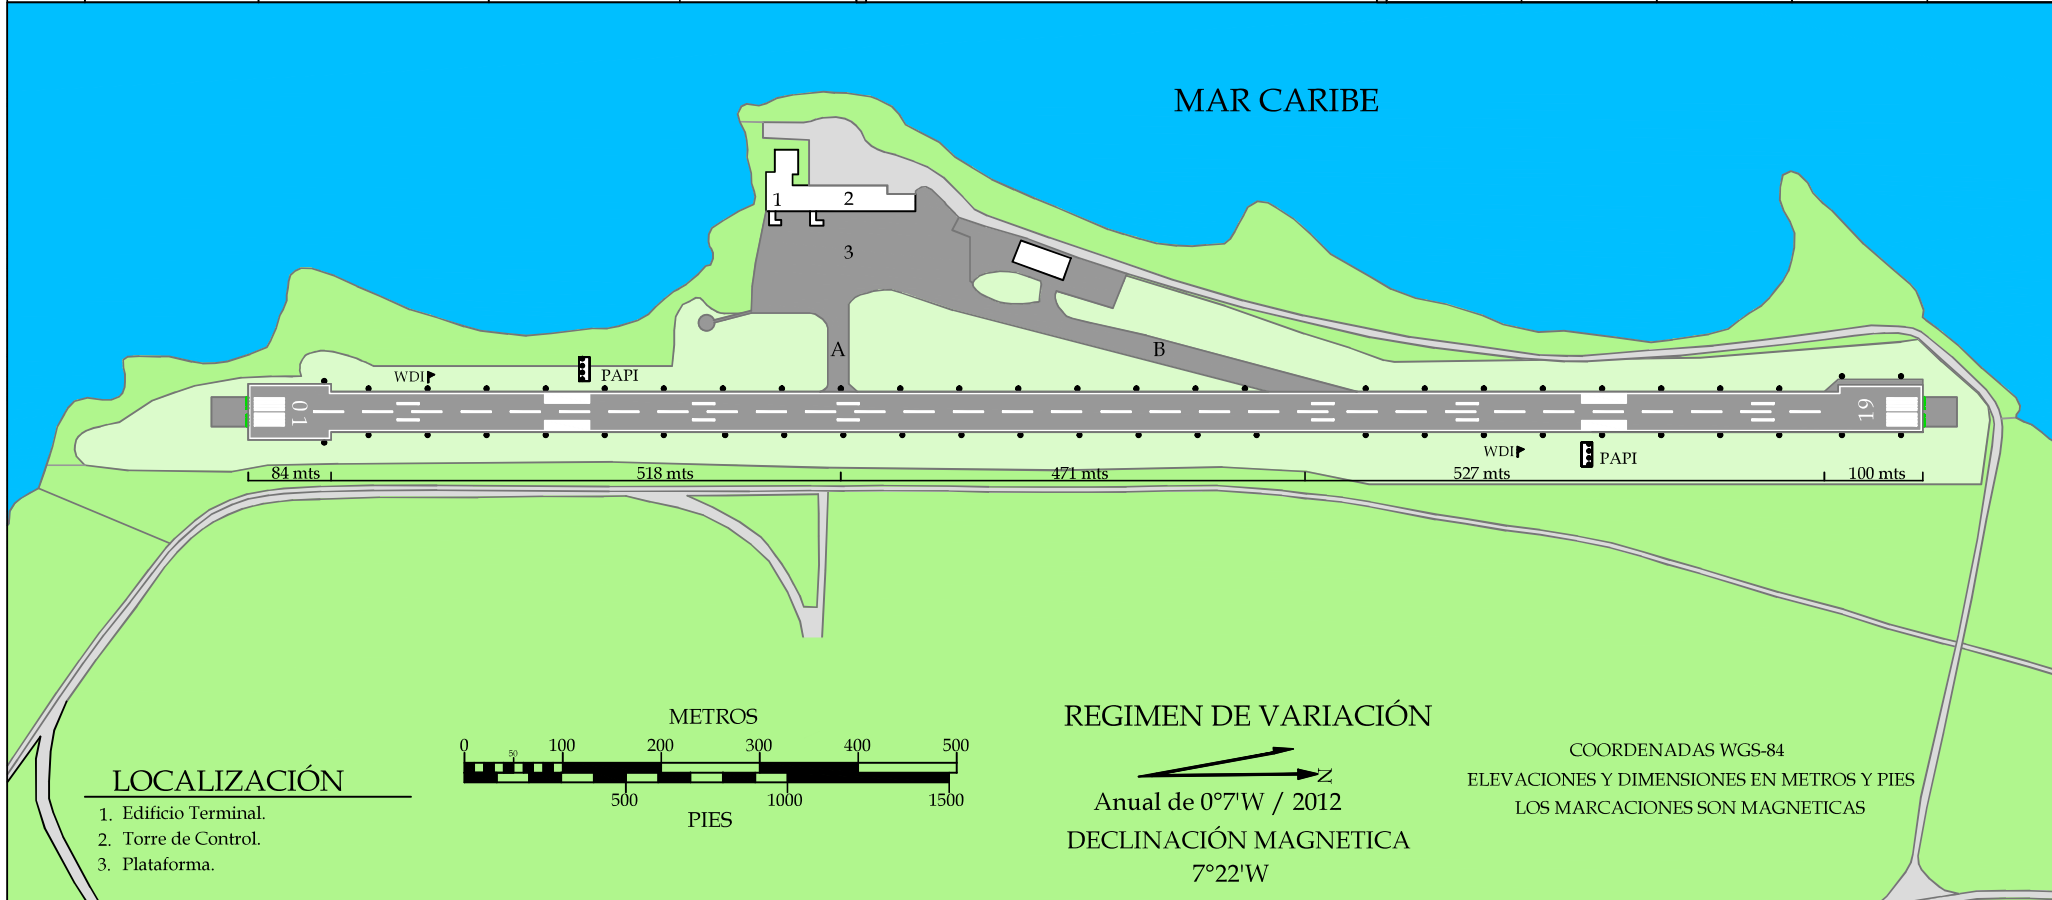 MAR CARIBE
1
2
3
A
B
WDI
PAPI
01
19
WDI
PAPI
84 mts
518 mts
471 mts
527 mts
100 mts
METROS
0
50
100
200
300
400
500
500
1000
1500
PIES
LOCALIZACIÓN
1. Edificio Terminal.
2. Torre de Control.
3. Plataforma.
REGIMEN DE VARIACIÓN
N
Anual de 0°7'W / 2012
DECLINACIÓN MAGNETICA
7°22'W
COORDENADAS WGS-84
ELEVACIONES Y DIMENSIONES EN METROS Y PIES
LOS MARCACIONES SON MAGNETICAS